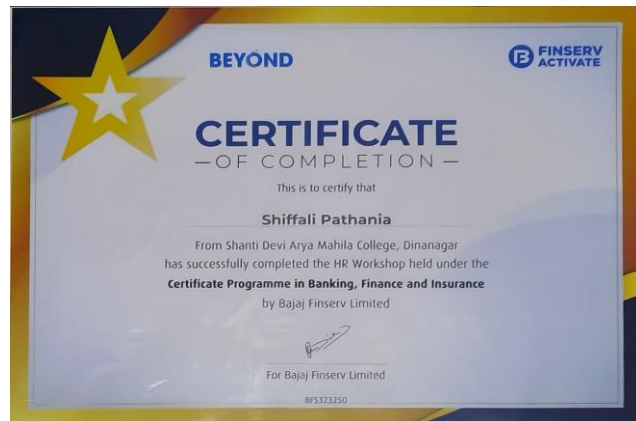 BEYOND
FINSERV
ACTIVATE
CERTIFICATE
— OF COMPLETION —
This is to certify that
Shiffali Pathania
From Shanti Devi Arya Mahila College, Dinanagar
has successfully completed the HR Workshop held under the
Certificate Programme in Banking, Finance and Insurance
by Bajaj Finserv Limited
For Bajaj Finserv Limited
BFS323250